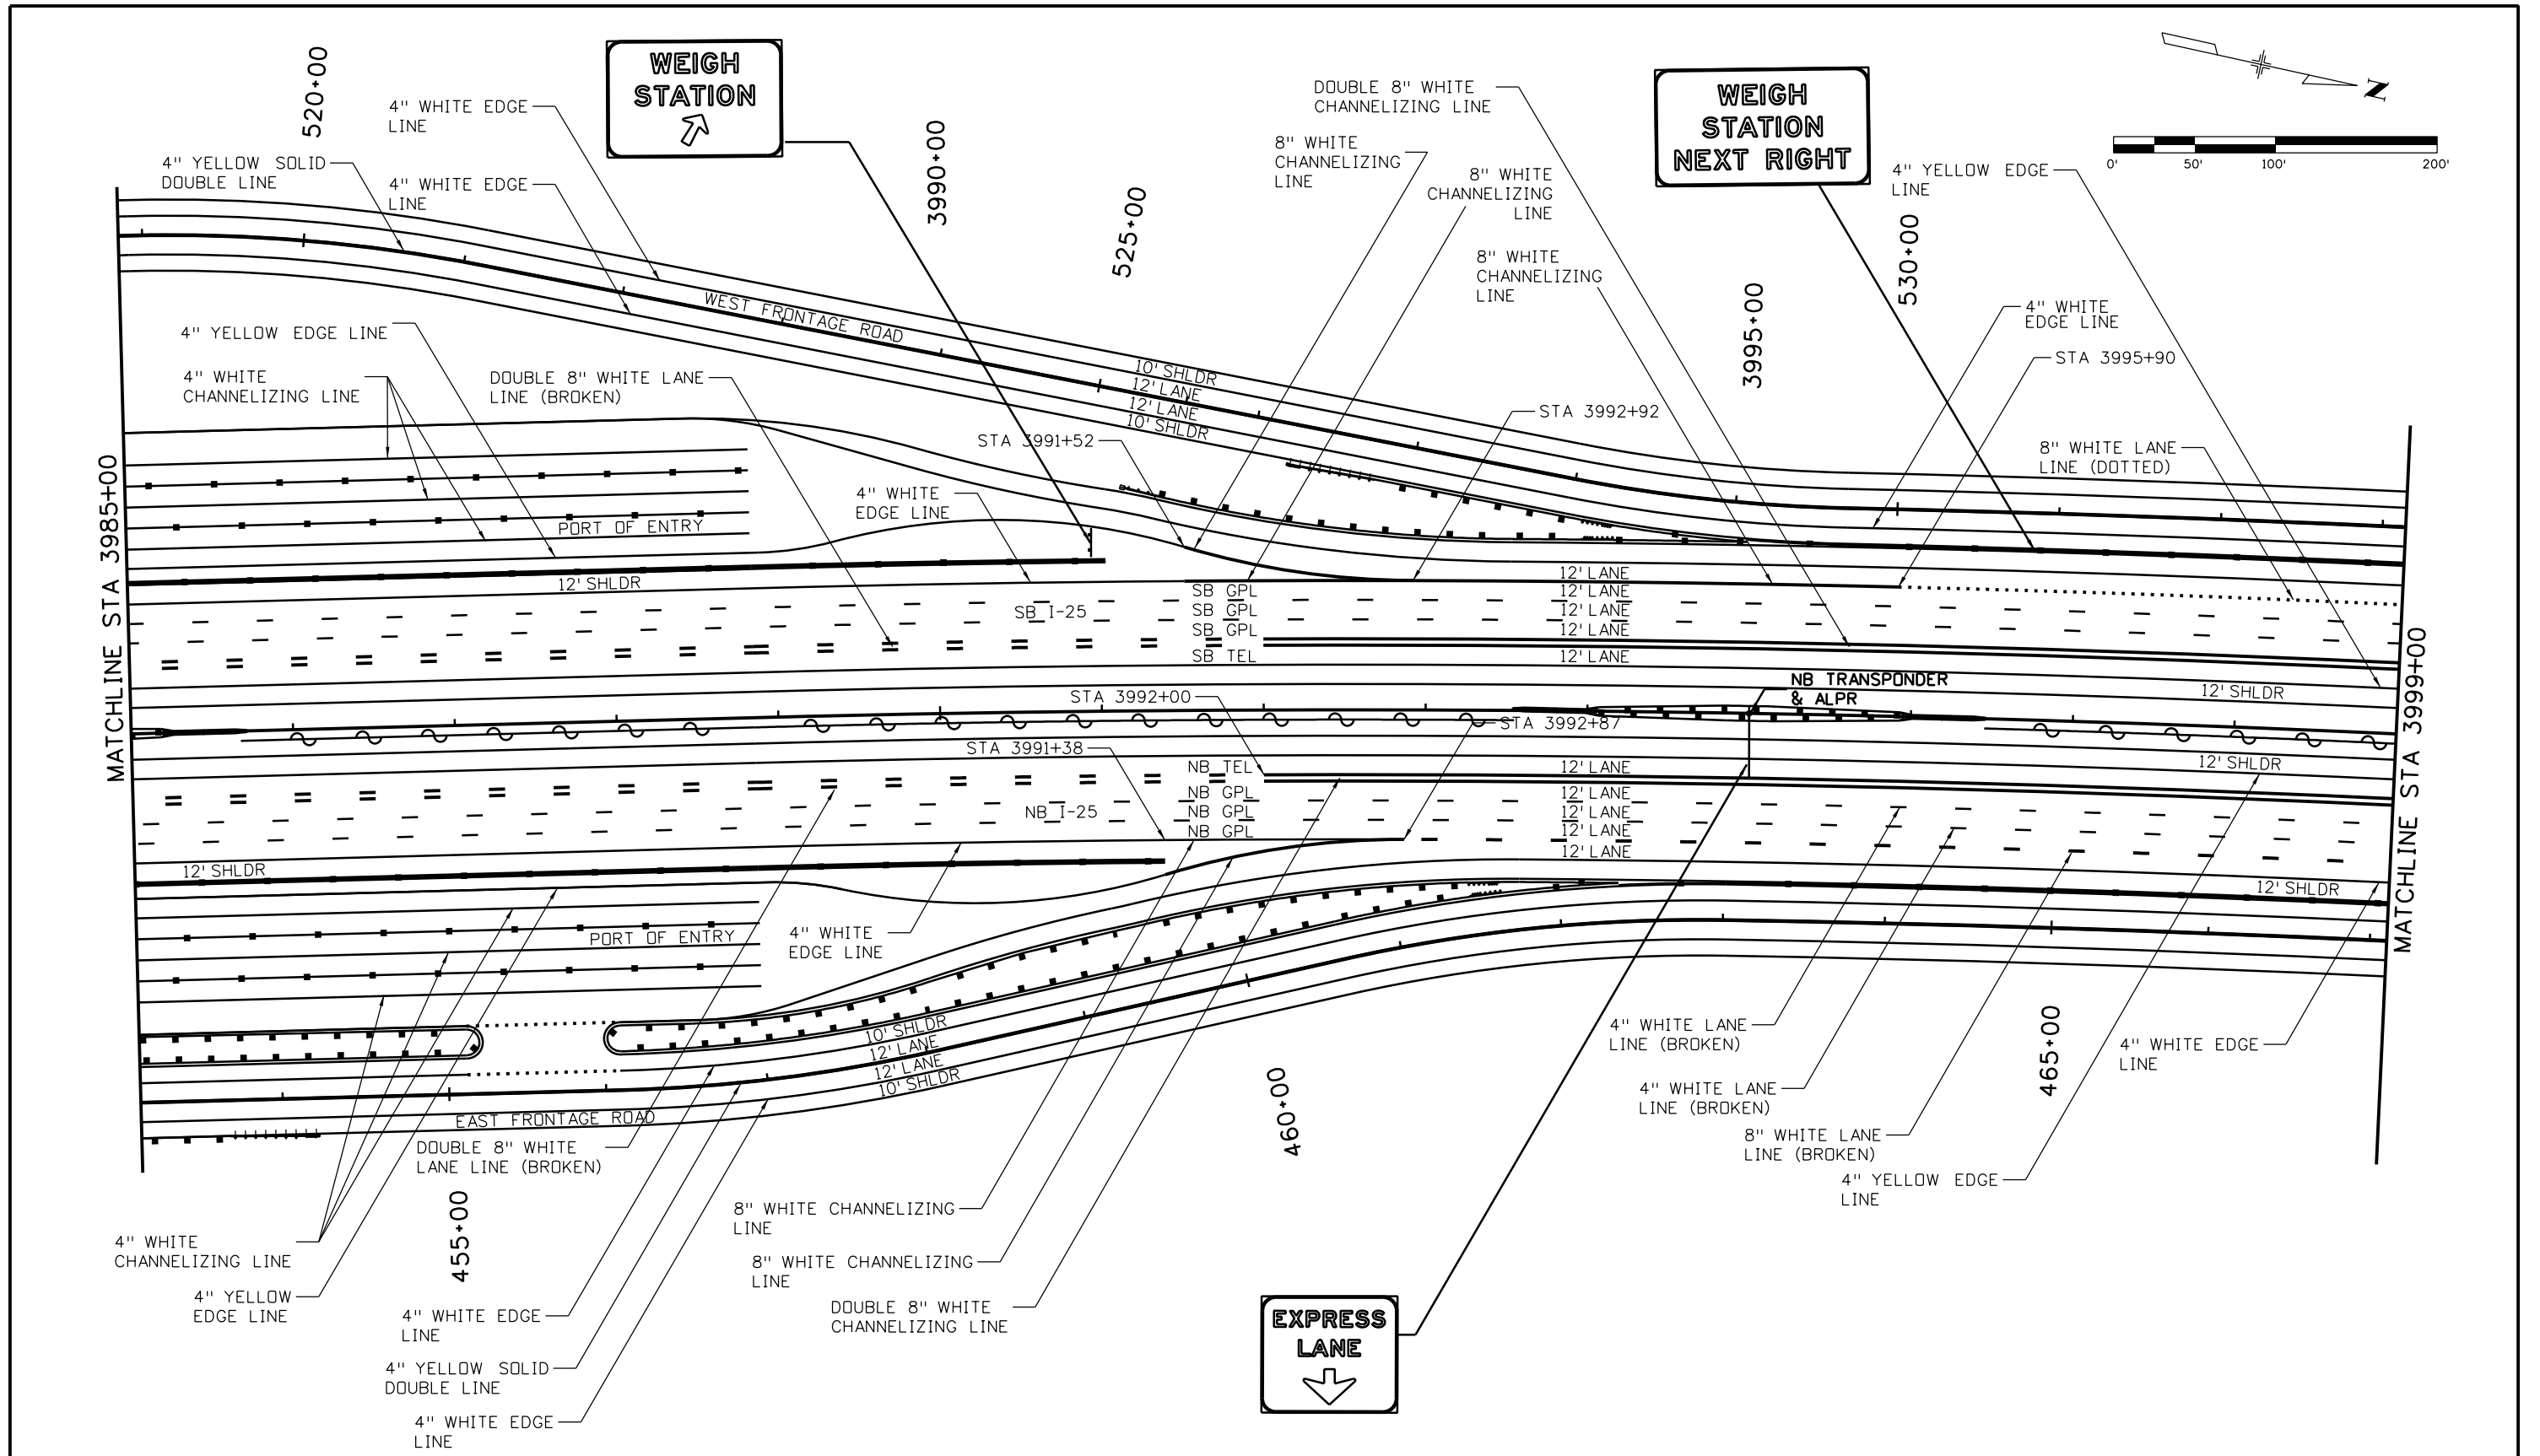 WEIGH
STATION
WEIGH
STATION
NEXT RIGHT
N
0' 50' 100' 200'
520+00
4" WHITE EDGE
LINE
4" YELLOW SOLID
DOUBLE LINE
4" WHITE EDGE
LINE
3990+00
525+00
DOUBLE 8" WHITE
CHANNELIZING LINE
8" WHITE
CHANNELIZING
LINE
8" WHITE
CHANNELIZING
LINE
8" WHITE
CHANNELIZING
LINE
4" YELLOW EDGE
LINE
3995+00
530+00
4" WHITE
EDGE LINE
STA 3995+90
8" WHITE LANE
LINE (DOTTED)
WEST FRONTAGE ROAD
10' SHLDR
12' LANE
12' LANE
10' SHLDR
4" YELLOW EDGE LINE
4" WHITE
CHANNELIZING LINE
DOUBLE 8" WHITE LANE
LINE (BROKEN)
STA 3991+52
STA 3992+92
4" WHITE
EDGE LINE
PORT OF ENTRY
MATCHLINE STA 3985+00
12' SHLDR
SB I-25
SB GPL
SB GPL
SB GPL
SB TEL
12' LANE
12' LANE
12' LANE
12' LANE
12' LANE
STA 3992+00
NB TRANSPONDER
& ALPR
12' SHLDR
STA 3992+87
STA 3991+38
12' SHLDR
MATCHLINE STA 3999+00
NB TEL
NB GPL
NB GPL
NB GPL
NB I-25
12' LANE
12' LANE
12' LANE
12' LANE
12' LANE
12' SHLDR
12' SHLDR
4" WHITE
EDGE LINE
PORT OF ENTRY
10' SHLDR
12' LANE
12' LANE
10' SHLDR
EAST FRONTAGE ROAD
DOUBLE 8" WHITE
LANE LINE (BROKEN)
455+00
460+00
465+00
4" WHITE LANE
LINE (BROKEN)
4" WHITE EDGE
LINE
4" WHITE LANE
LINE (BROKEN)
8" WHITE LANE
LINE (BROKEN)
4" YELLOW EDGE
LINE
4" WHITE
CHANNELIZING LINE
4" YELLOW
EDGE LINE
8" WHITE CHANNELIZING
LINE
8" WHITE CHANNELIZING
LINE
DOUBLE 8" WHITE
CHANNELIZING LINE
4" WHITE EDGE
LINE
4" YELLOW SOLID
DOUBLE LINE
4" WHITE EDGE
LINE
EXPRESS
LANE